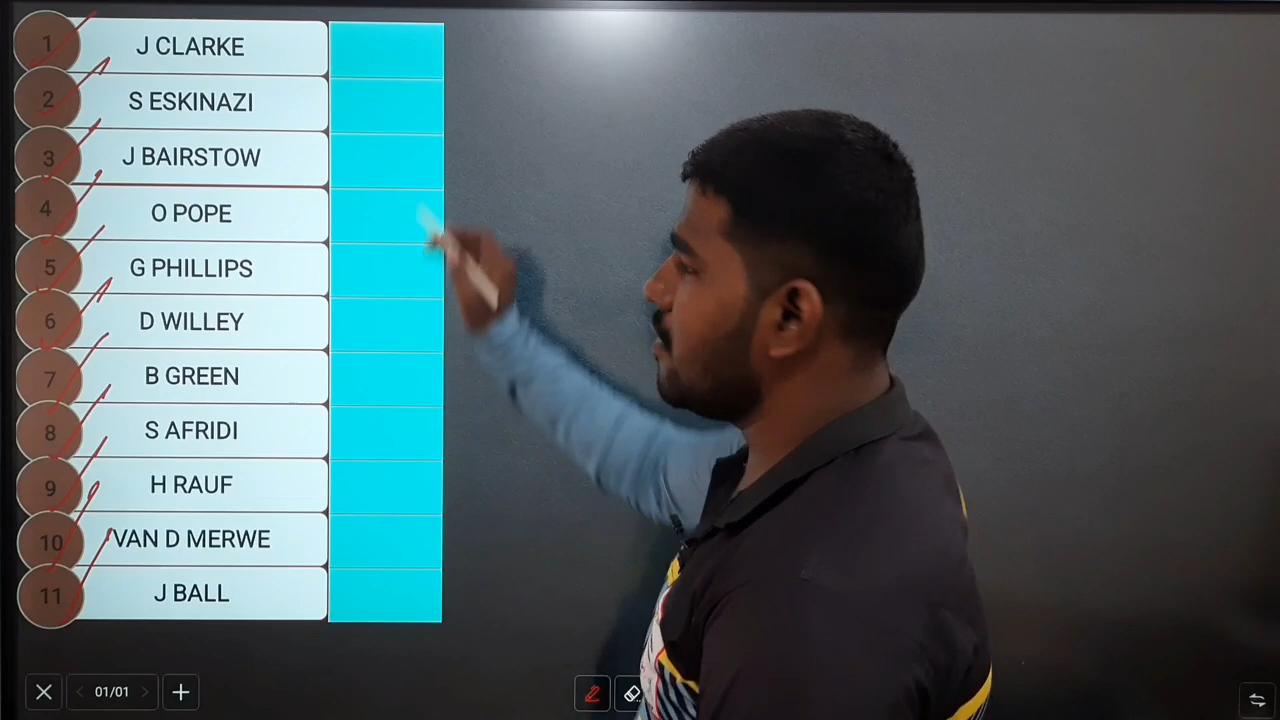 1 J CLARKE
2 S ESKINAZI
3 J BAIRSTOW
4 O POPE
5 G PHILLIPS
6 D WILLEY
7 B GREEN
8 S AFRIDI
9 H RAUF
10 VAN D MERWE
11 J BALL
01/01